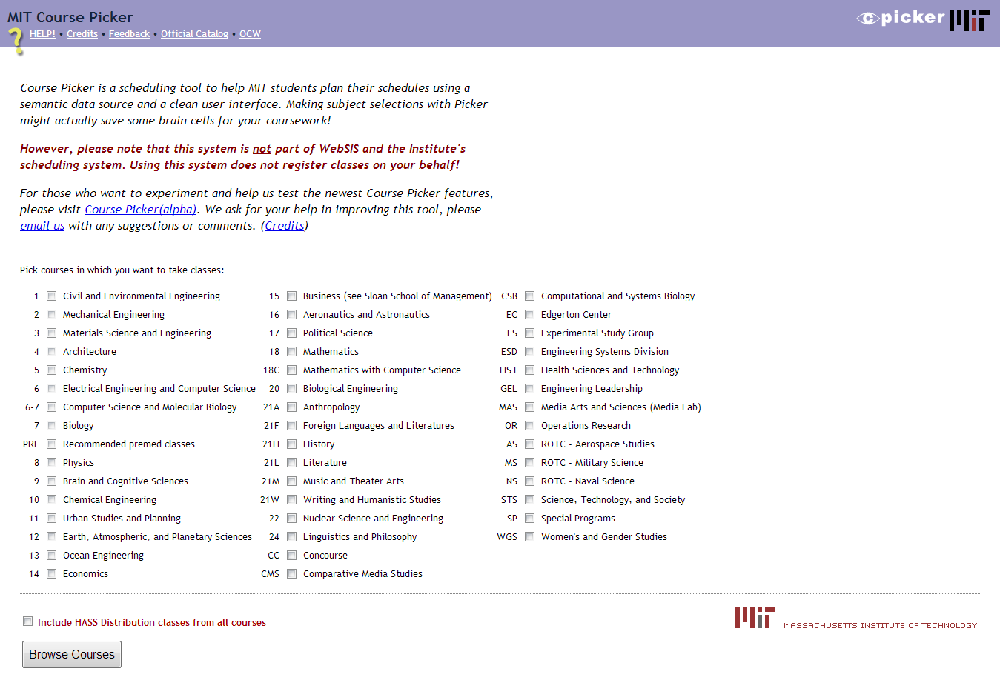 MIT Course Picker
HELP! • Credits • Feedback • Official Catalog • OCW
picker MIT
Course Picker is a scheduling tool to help MIT students plan their schedules using a
semantic data source and a clean user interface. Making subject selections with Picker
might actually save some brain cells for your coursework!
However, please note that this system is not part of WebSIS and the Institute's
scheduling system. Using this system does not register classes on your behalf!
For those who want to experiment and help us test the newest Course Picker features,
please visit Course Picker(alpha). We ask for your help in improving this tool, please
email us with any suggestions or comments. (Credits)
Pick courses in which you want to take classes:
1 Civil and Environmental Engineering
2 Mechanical Engineering
3 Materials Science and Engineering
4 Architecture
5 Chemistry
6 Electrical Engineering and Computer Science
6-7 Computer Science and Molecular Biology
7 Biology
PRE Recommended premed classes
8 Physics
9 Brain and Cognitive Sciences
10 Chemical Engineering
11 Urban Studies and Planning
12 Earth, Atmospheric, and Planetary Sciences
13 Ocean Engineering
14 Economics
15 Business (see Sloan School of Management)
16 Aeronautics and Astronautics
17 Political Science
18 Mathematics
18C Mathematics with Computer Science
20 Biological Engineering
21A Anthropology
21F Foreign Languages and Literatures
21H History
21L Literature
21M Music and Theater Arts
21W Writing and Humanistic Studies
22 Nuclear Science and Engineering
24 Linguistics and Philosophy
CC Concourse
CMS Comparative Media Studies
CSB Computational and Systems Biology
EC Edgerton Center
ES Experimental Study Group
ESD Engineering Systems Division
HST Health Sciences and Technology
GEL Engineering Leadership
MAS Media Arts and Sciences (Media Lab)
OR Operations Research
AS ROTC - Aerospace Studies
MS ROTC - Military Science
NS ROTC - Naval Science
STS Science, Technology, and Society
SP Special Programs
WGS Women's and Gender Studies
Include HASS Distribution classes from all courses
MIT MASSACHUSETTS INSTITUTE OF TECHNOLOGY
Browse Courses